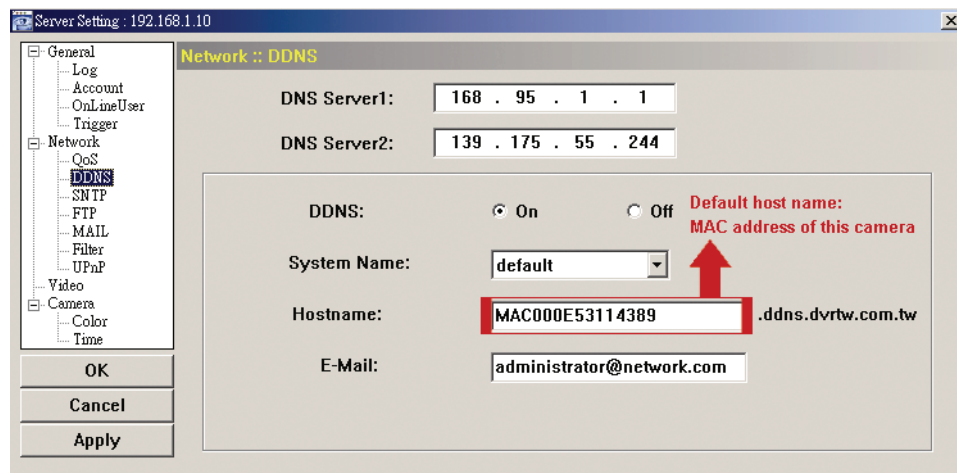 Server Setting : 192.168.1.10
General
Log
Account
OnLineUser
Trigger
Network
QoS
DDNS
SNTP
FTP
MAIL
Filter
UPnP
Video
Camera
Color
Time
OK
Cancel
Apply
Network :: DDNS
DNS Server1: 168 . 95 . 1 . 1
DNS Server2: 139 . 175 . 55 . 244
DDNS: On Off
Default host name:
MAC address of this camera
System Name: default
Hostname: MAC000E53114389 .ddns.dvrtw.com.tw
E-Mail: administrator@network.com